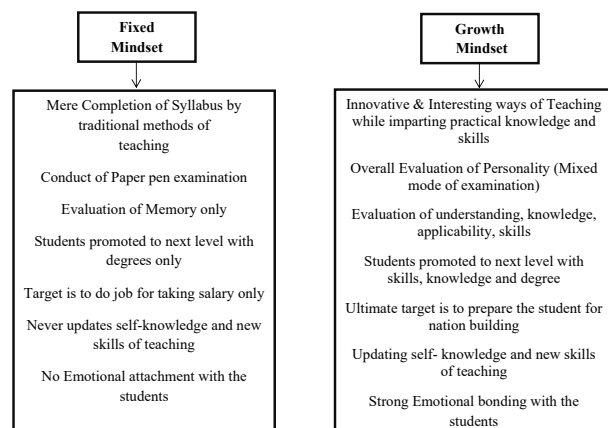 Fixed
Mindset
Mere Completion of Syllabus by
traditional methods of
teaching
Conduct of Paper pen examination
Evaluation of Memory only
Students promoted to next level with
degrees only
Target is to do job for taking salary only
Never updates self-knowledge and new
skills of teaching
No Emotional attachment with the
students
Growth
Mindset
Innovative & Interesting ways of Teaching
while imparting practical knowledge and
skills
Overall Evaluation of Personality (Mixed
mode of examination)
Evaluation of understanding, knowledge,
applicability, skills
Students promoted to next level with
skills, knowledge and degree
Ultimate target is to prepare the student for
nation building
Updating self- knowledge and new skills
of teaching
Strong Emotional bonding with the
students